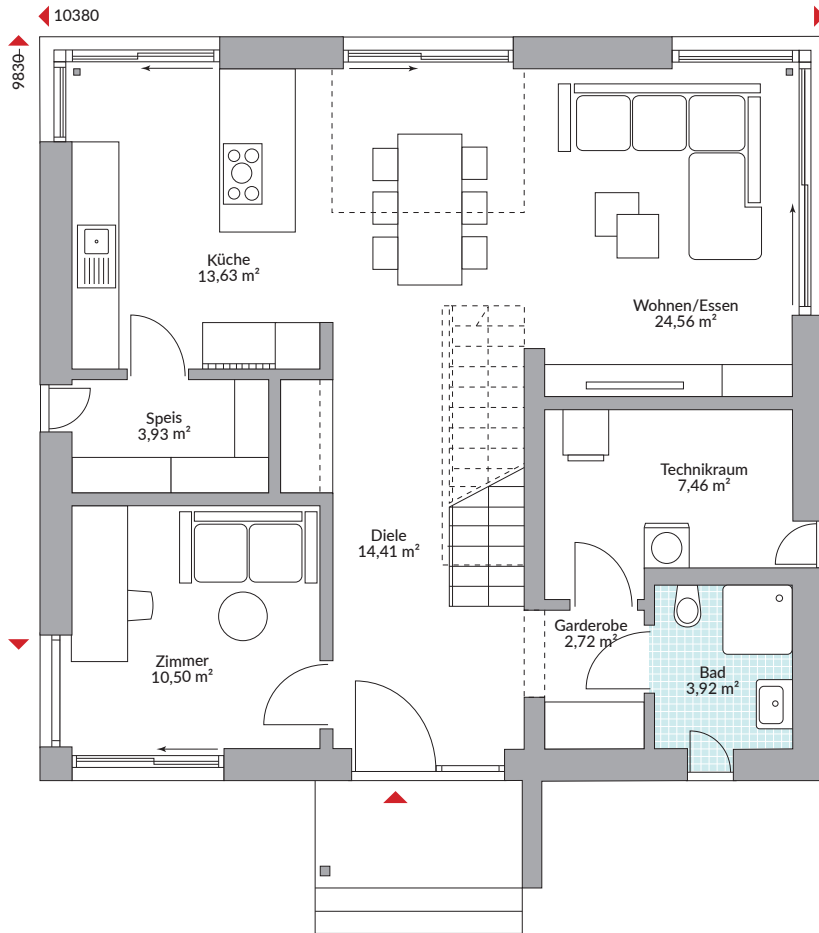 10380
9830
Küche
13,63 m²
Wohnen/Essen
24,56 m²
Speis
3,93 m²
Technikraum
7,46 m²
Diele
14,41 m²
Garderobe
2,72 m²
Zimmer
10,50 m²
Bad
3,92 m²